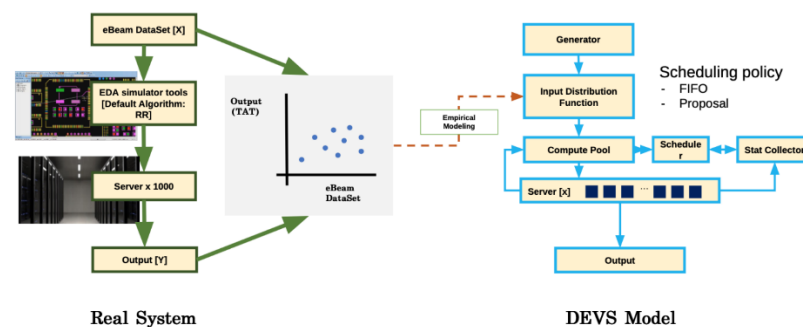 eBeam DataSet [X]
EDA simulator tools
[Default Algorithm:
RR]
Server x 1000
Output [Y]
Real System
Output
(TAT)
eBeam
DataSet
Empirical
Modeling
Generator
Input Distribution
Function
Compute Pool
Schedule
r
Stat Collector
Server [x]
...
Output
Scheduling policy
- FIFO
- Proposal
DEVS Model